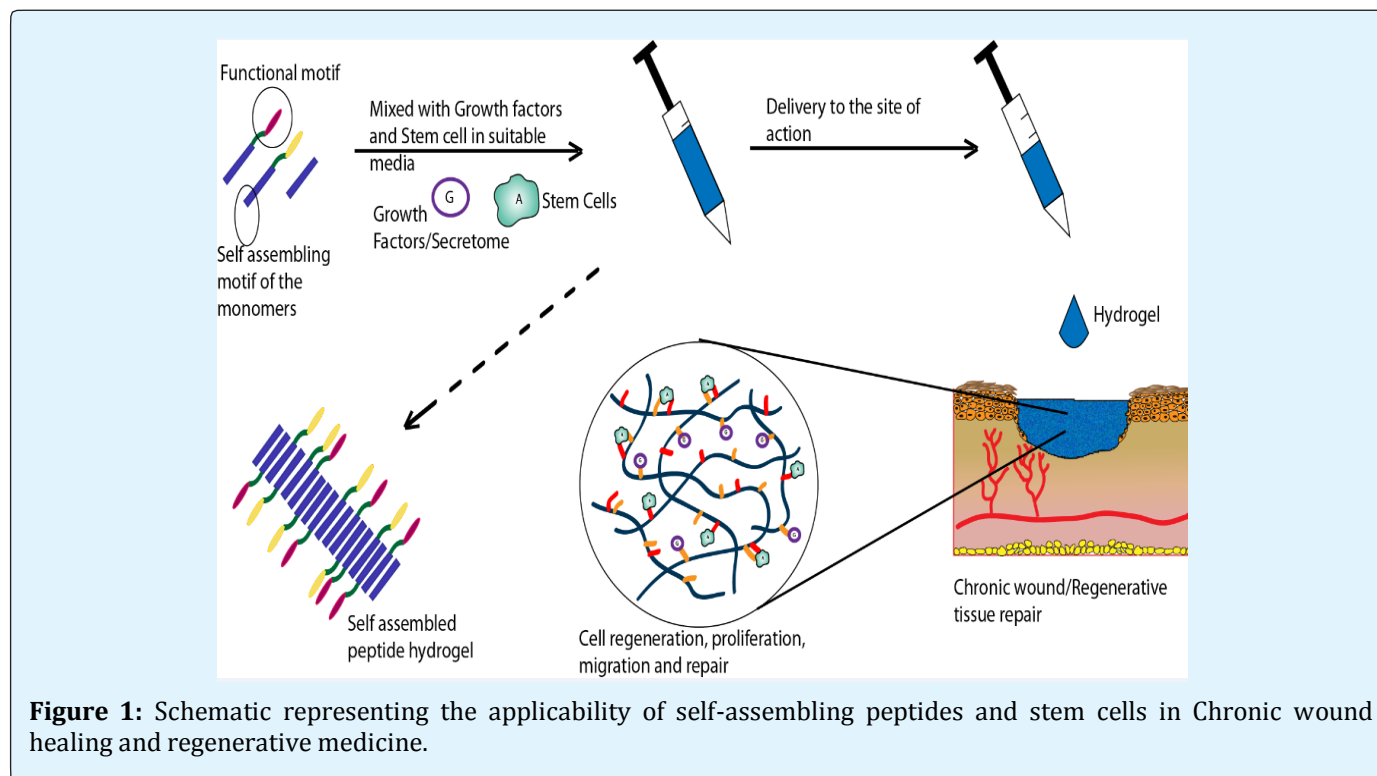 Functional motif
Self assembling
motif of the
monomers
Mixed with Growth factors
and Stem cell in suitable
media
G
Growth
Factors/Secretome
A
Stem Cells
Delivery to the site of
action
Hydrogel
Self assembled
peptide hydrogel
A
A
G
G
G
A
A
A
G
A
G
A
Cell regeneration, proliferation,
migration and repair
Chronic wound/Regenerative
tissue repair
Figure 1: Schematic representing the applicability of self-assembling peptides and stem cells in Chronic wound
healing and regenerative medicine.